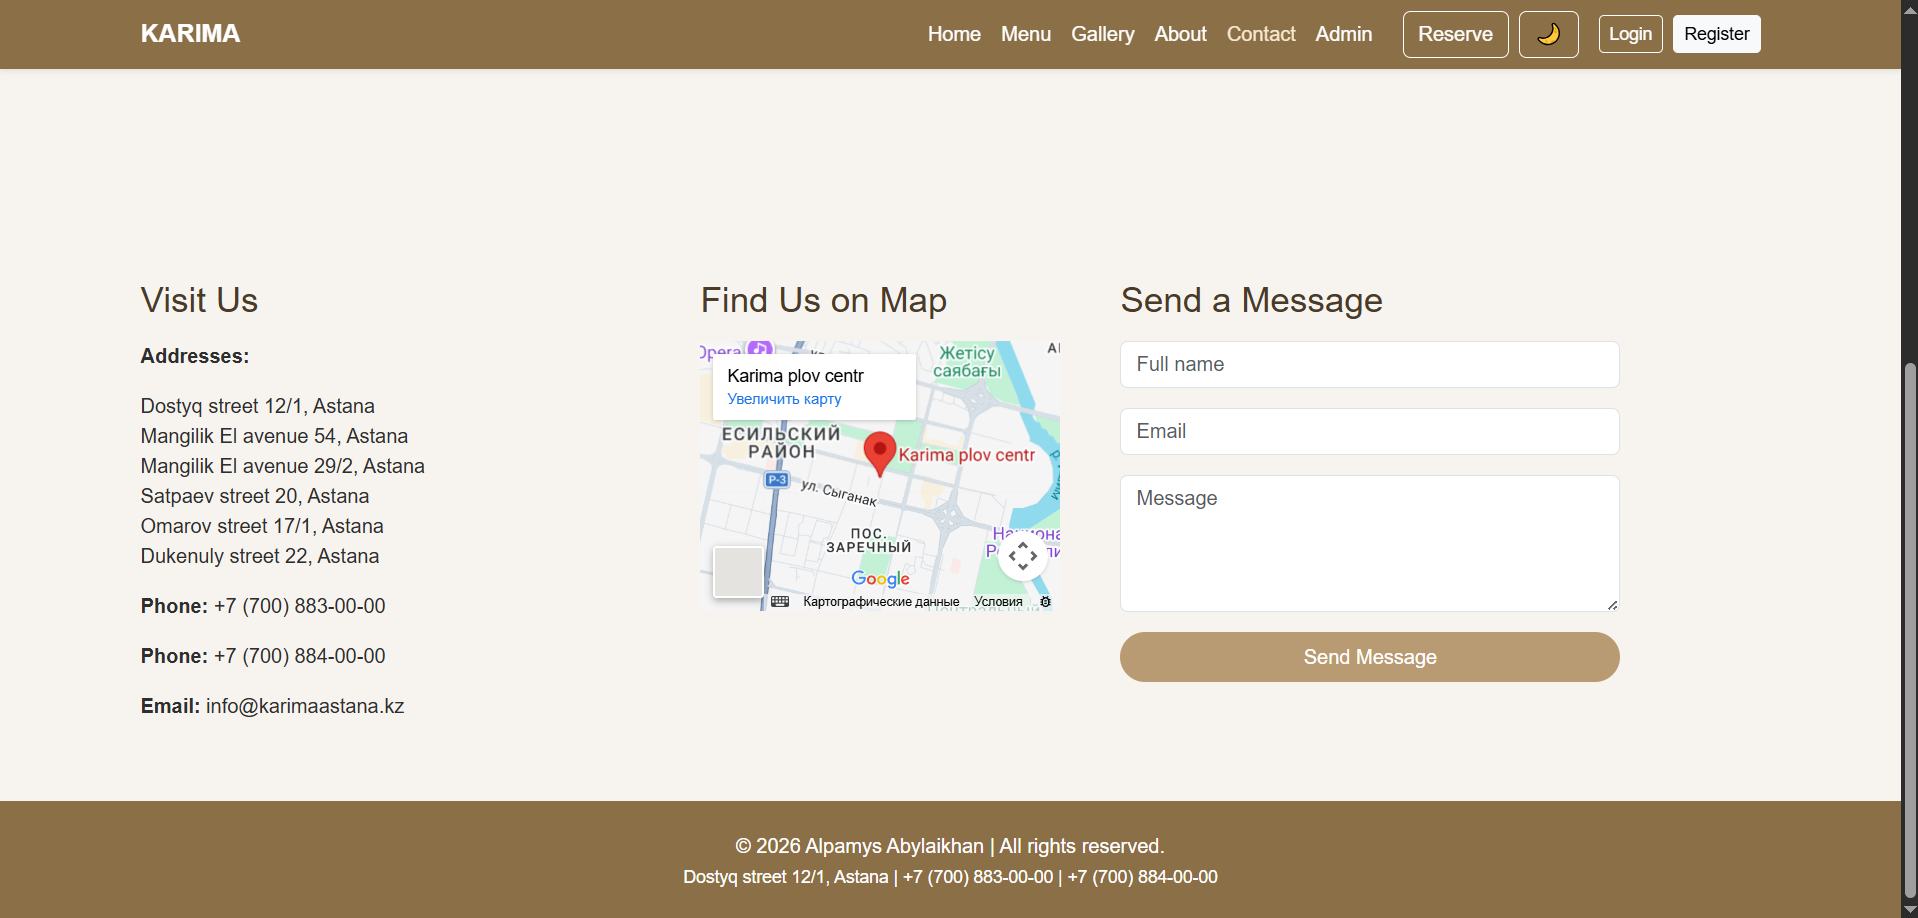 KARIMA
Home Menu Gallery About Contact Admin Reserve Login Register
Visit Us
Addresses:
Dostyq street 12/1, Astana
Mangilik El avenue 54, Astana
Mangilik El avenue 29/2, Astana
Satpaev street 20, Astana
Omarov street 17/1, Astana
Dukenuly street 22, Astana
Phone: +7 (700) 883-00-00
Phone: +7 (700) 884-00-00
Email: info@karimaastana.kz
Find Us on Map
Opera
Жетісу
саябағы
Karima plov centr
Увеличить карту
ЕСИЛЬСКИЙ
РАЙОН
Karima plov centr
P-3
ул. Сыганак
ПОС.
ЗАРЕЧНЫЙ
Google
Картографические данные Условия
Send a Message
Full name
Email
Message
Send Message
© 2026 Alpamys Abylaikhan | All rights reserved.
Dostyq street 12/1, Astana | +7 (700) 883-00-00 | +7 (700) 884-00-00